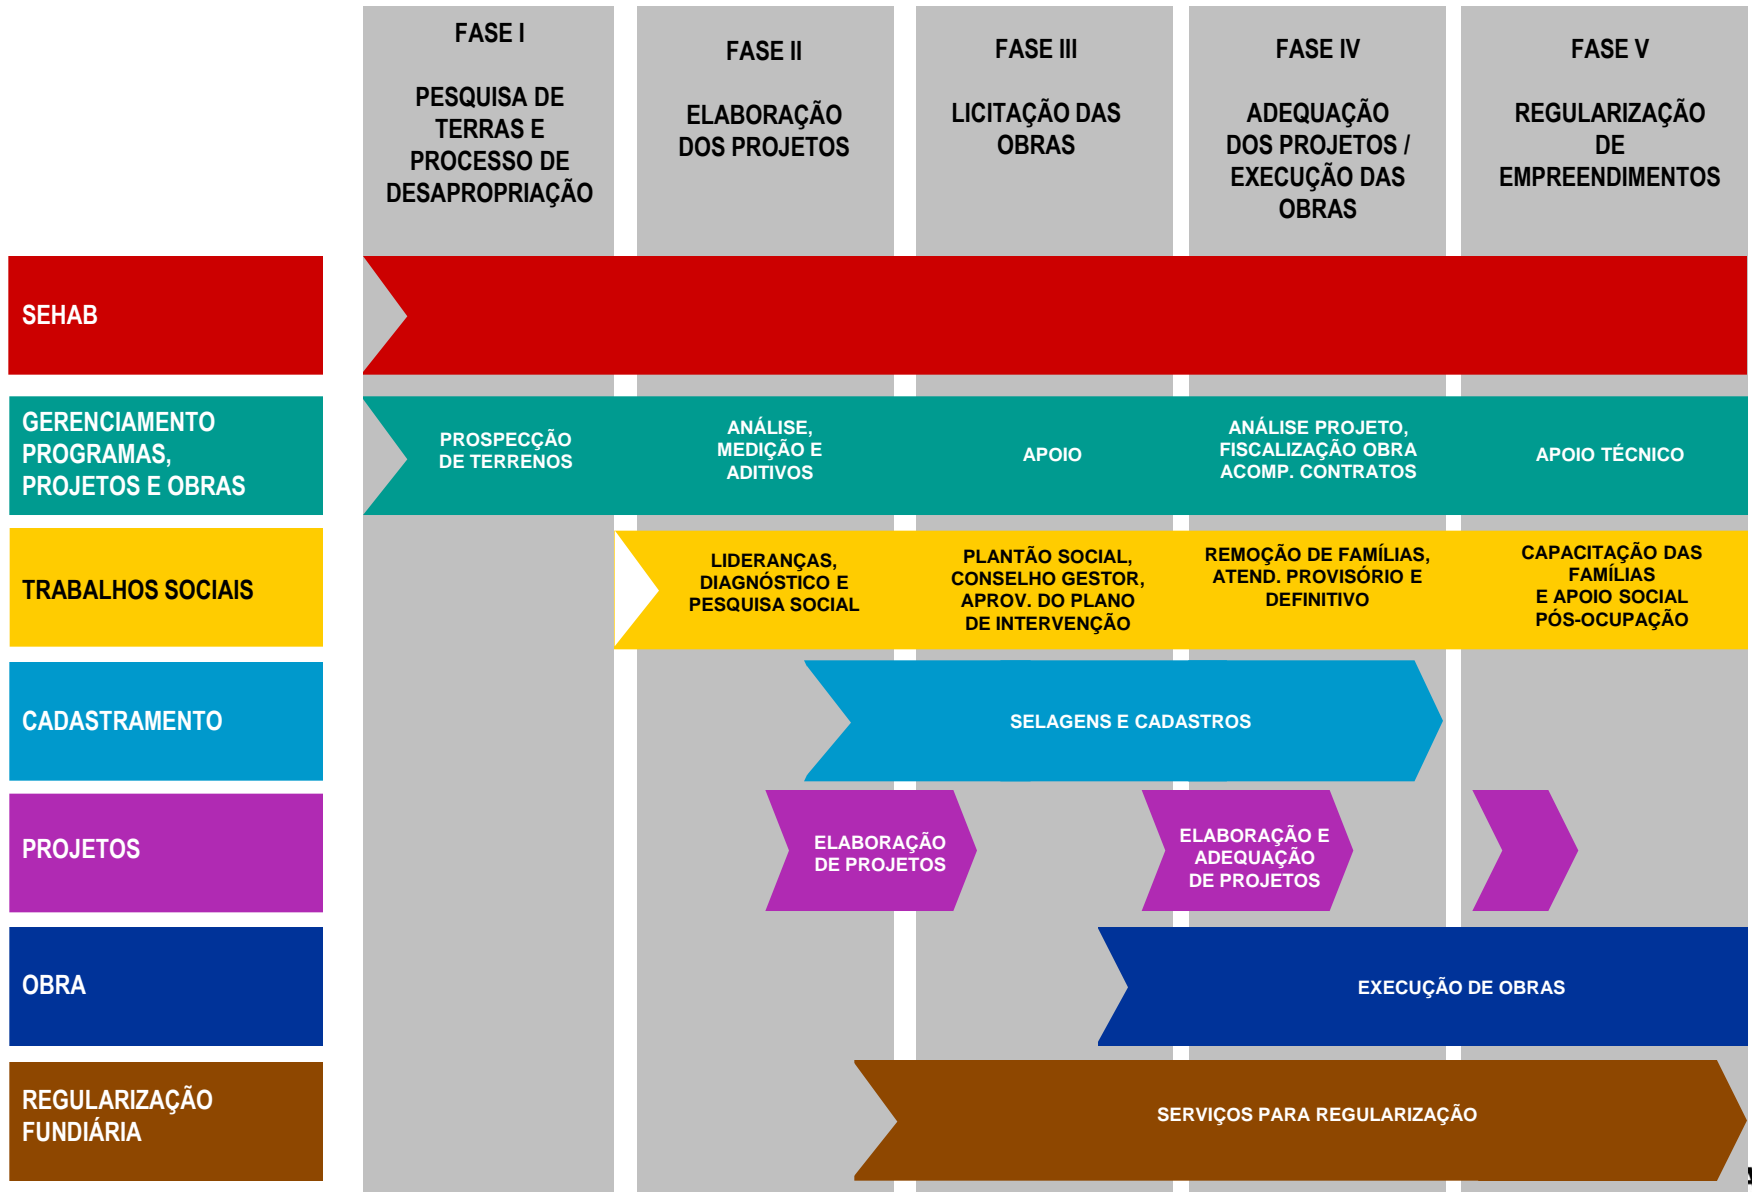 FASE I
PESQUISA DE
TERRAS E
PROCESSO DE
DESAPROPRIAÇÃO
FASE II
ELABORAÇÃO
DOS PROJETOS
FASE III
LICITAÇÃO DAS
OBRAS
FASE IV
ADEQUAÇÃO
DOS PROJETOS /
EXECUÇÃO DAS
OBRAS
FASE V
REGULARIZAÇÃO
DE
EMPREENDIMENTOS
SEHAB
GERENCIAMENTO
PROGRAMAS,
PROJETOS E OBRAS
PROSPECÇÃO
DE TERRENOS
ANÁLISE,
MEDIÇÃO E
ADITIVOS
APOIO
ANÁLISE PROJETO,
FISCALIZAÇÃO OBRA
ACOMP. CONTRATOS
APOIO TÉCNICO
TRABALHOS SOCIAIS
LIDERANÇAS,
DIAGNÓSTICO E
PESQUISA SOCIAL
PLANTÃO SOCIAL,
CONSELHO GESTOR,
APROV. DO PLANO
DE INTERVENÇÃO
REMOÇÃO DE FAMÍLIAS,
ATEND. PROVISÓRIO E
DEFINITIVO
CAPACITAÇÃO DAS
FAMÍLIAS
E APOIO SOCIAL
PÓS-OCUPAÇÃO
CADASTRAMENTO
SELAGENS E CADASTROS
PROJETOS
ELABORAÇÃO
DE PROJETOS
ELABORAÇÃO E
ADEQUAÇÃO
DE PROJETOS
OBRA
EXECUÇÃO DE OBRAS
REGULARIZAÇÃO
FUNDIÁRIA
SERVIÇOS PARA REGULARIZAÇÃO